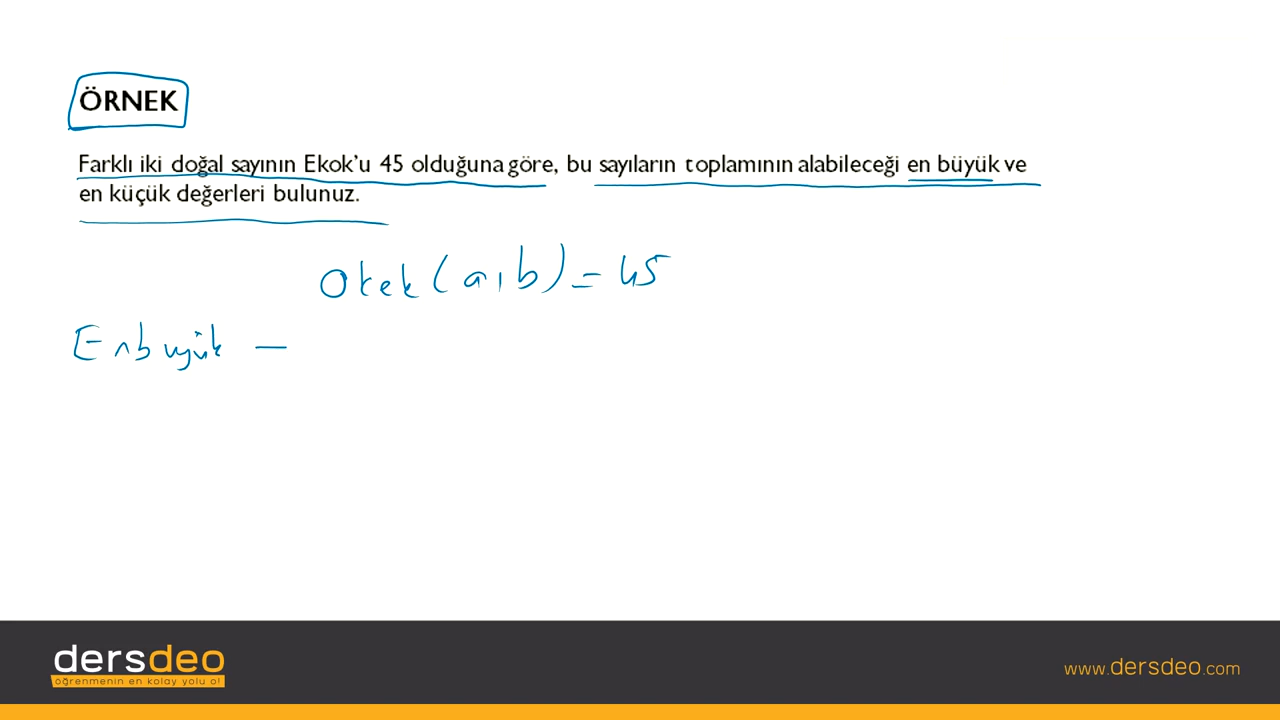 ÖRNEK
Farklı iki doğal sayının Ekok'u 45 olduğuna göre, bu sayıların toplamının alabileceği en büyük ve
en küçük değerleri bulunuz.
Okek(a,b)=45
En büyük —
dersdeo
öğrenmenin en kolay yolu o!
www.dersdeo.com